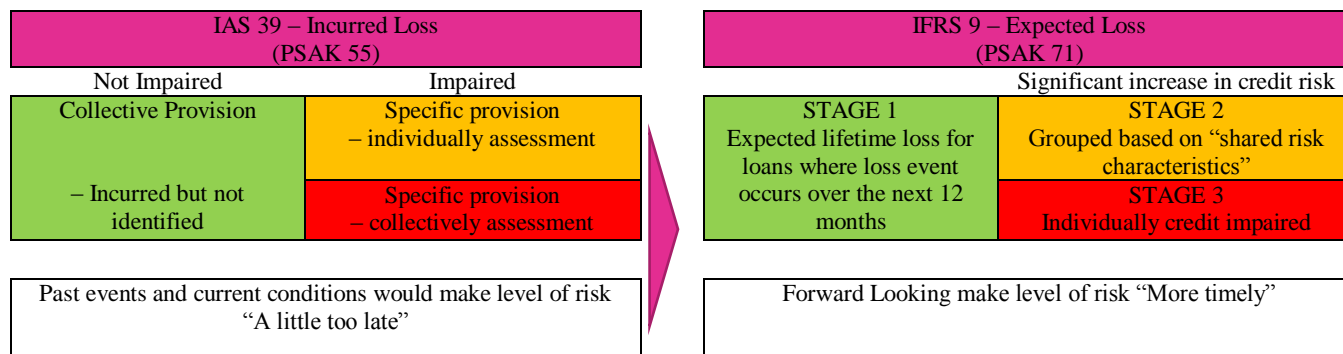 IAS 39 – Incurred Loss
(PSAK 55)
Not Impaired
Impaired
Collective Provision
– Incurred but not
identified
Specific provision
– individually assessment
Specific provision
– collectively assessment
Past events and current conditions would make level of risk
“A little too late”
IFRS 9 – Expected Loss
(PSAK 71)
Significant increase in credit risk
STAGE 1
Expected lifetime loss for
loans where loss event
occurs over the next 12
months
STAGE 2
Grouped based on “shared risk
characteristics”
STAGE 3
Individually credit impaired
Forward Looking make level of risk “More timely”